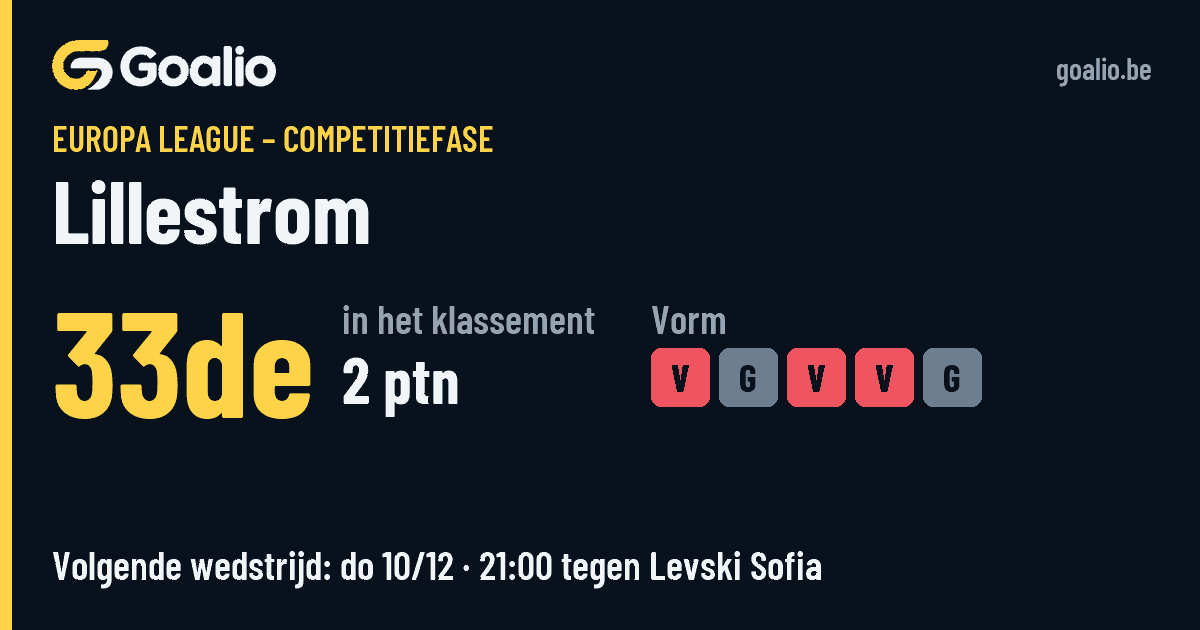 Goalio
goalio.be
EUROPA LEAGUE – COMPETITIEFASE
Lillestrom
33de
in het klassement
2 ptn
Vorm
V G V V G
Volgende wedstrijd: do 10/12 · 21:00 tegen Levski Sofia